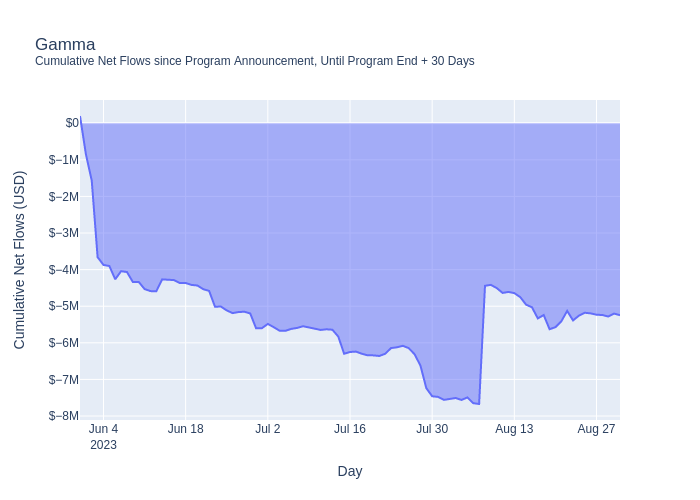 Gamma
Cumulative Net Flows since Program Announcement, Until Program End + 30 Days
Cumulative Net Flows (USD)
$0
$−1M
$−2M
$−3M
$−4M
$−5M
$−6M
$−7M
$−8M
Jun 4 Jun 18 Jul 2 Jul 16 Jul 30 Aug 13 Aug 27
2023
Day